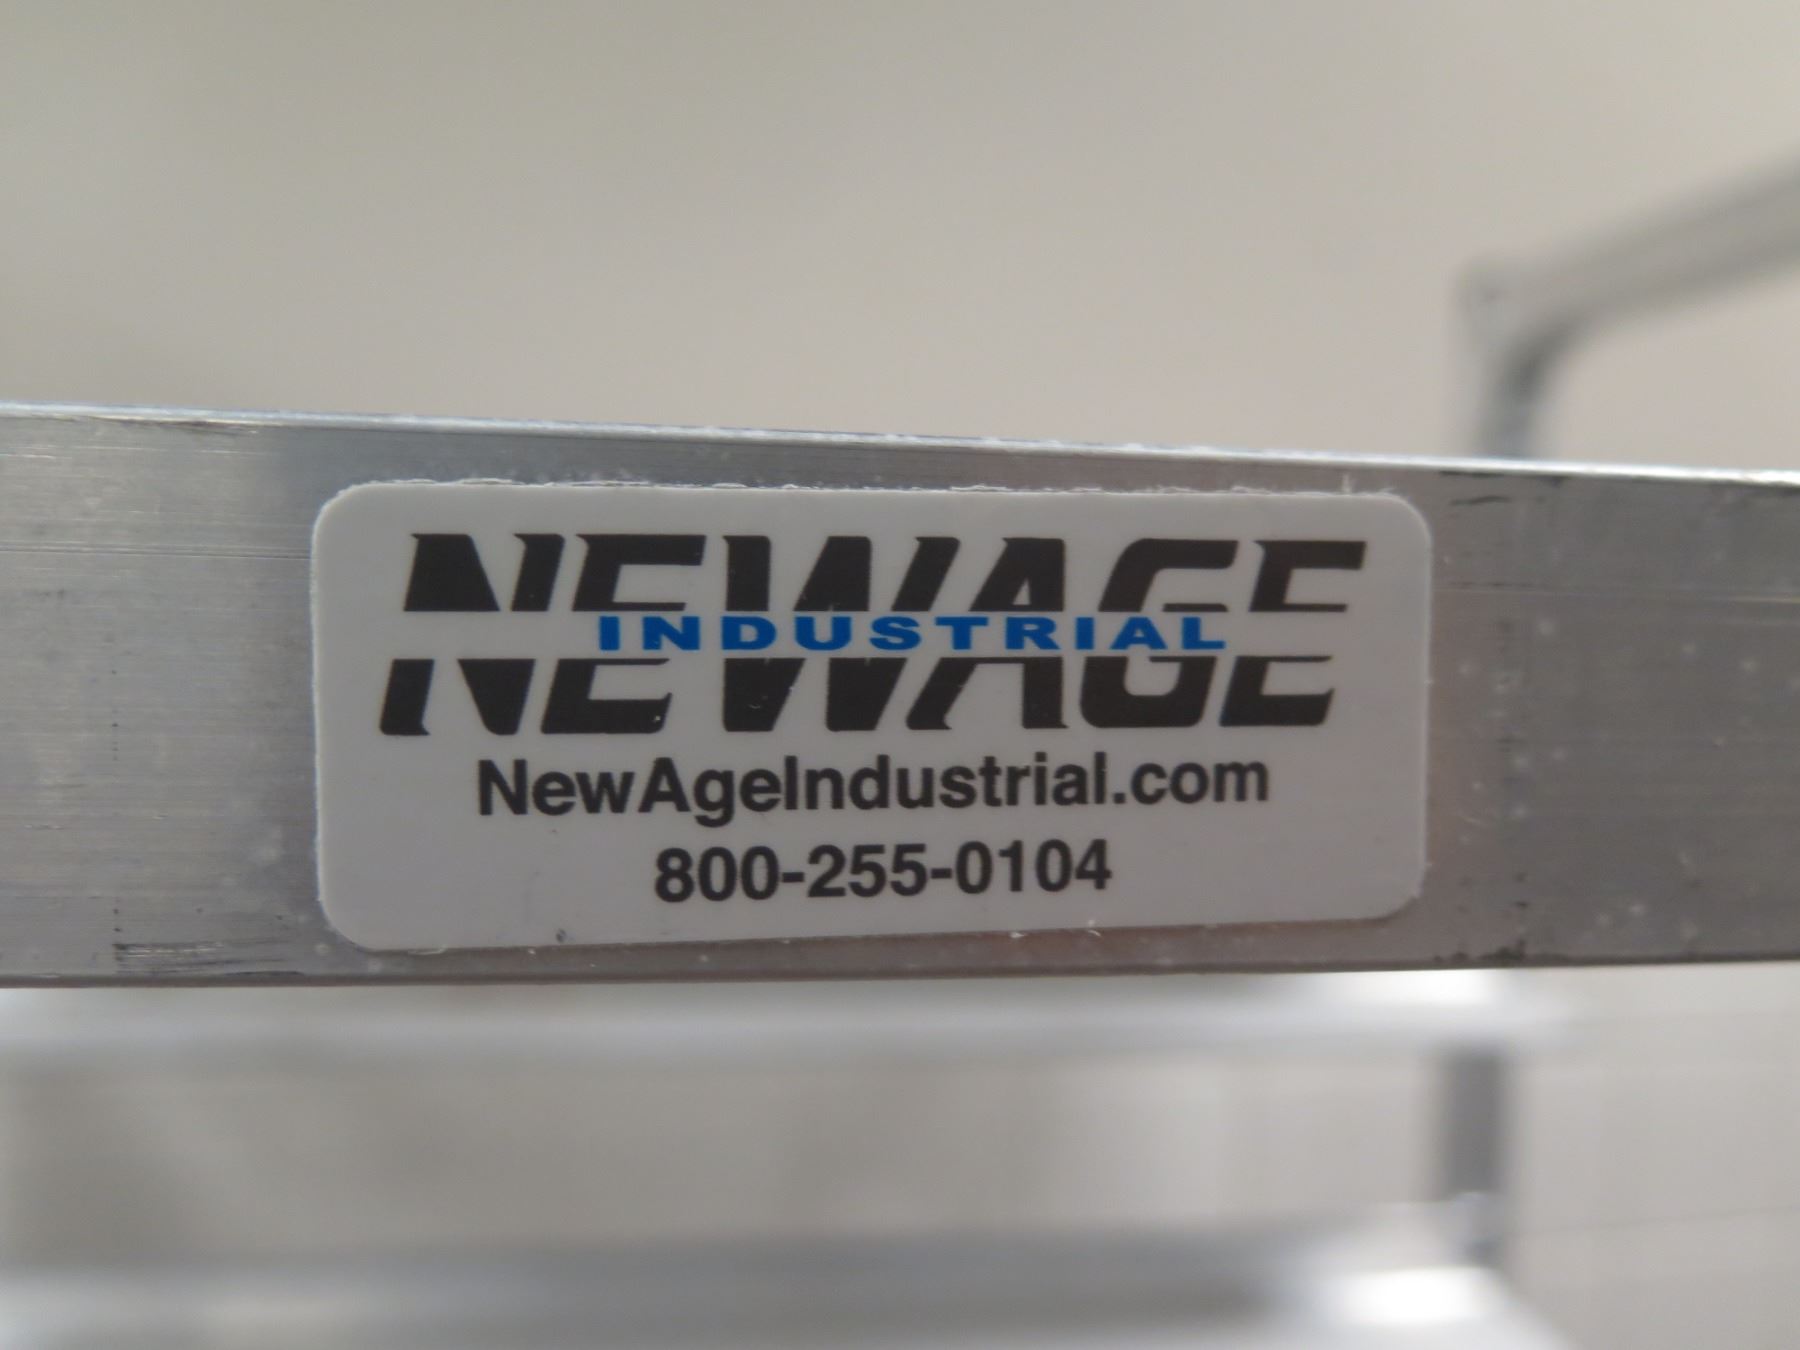 NEWAGE
INDUSTRIAL
NewAgeIndustrial.com
800-255-0104